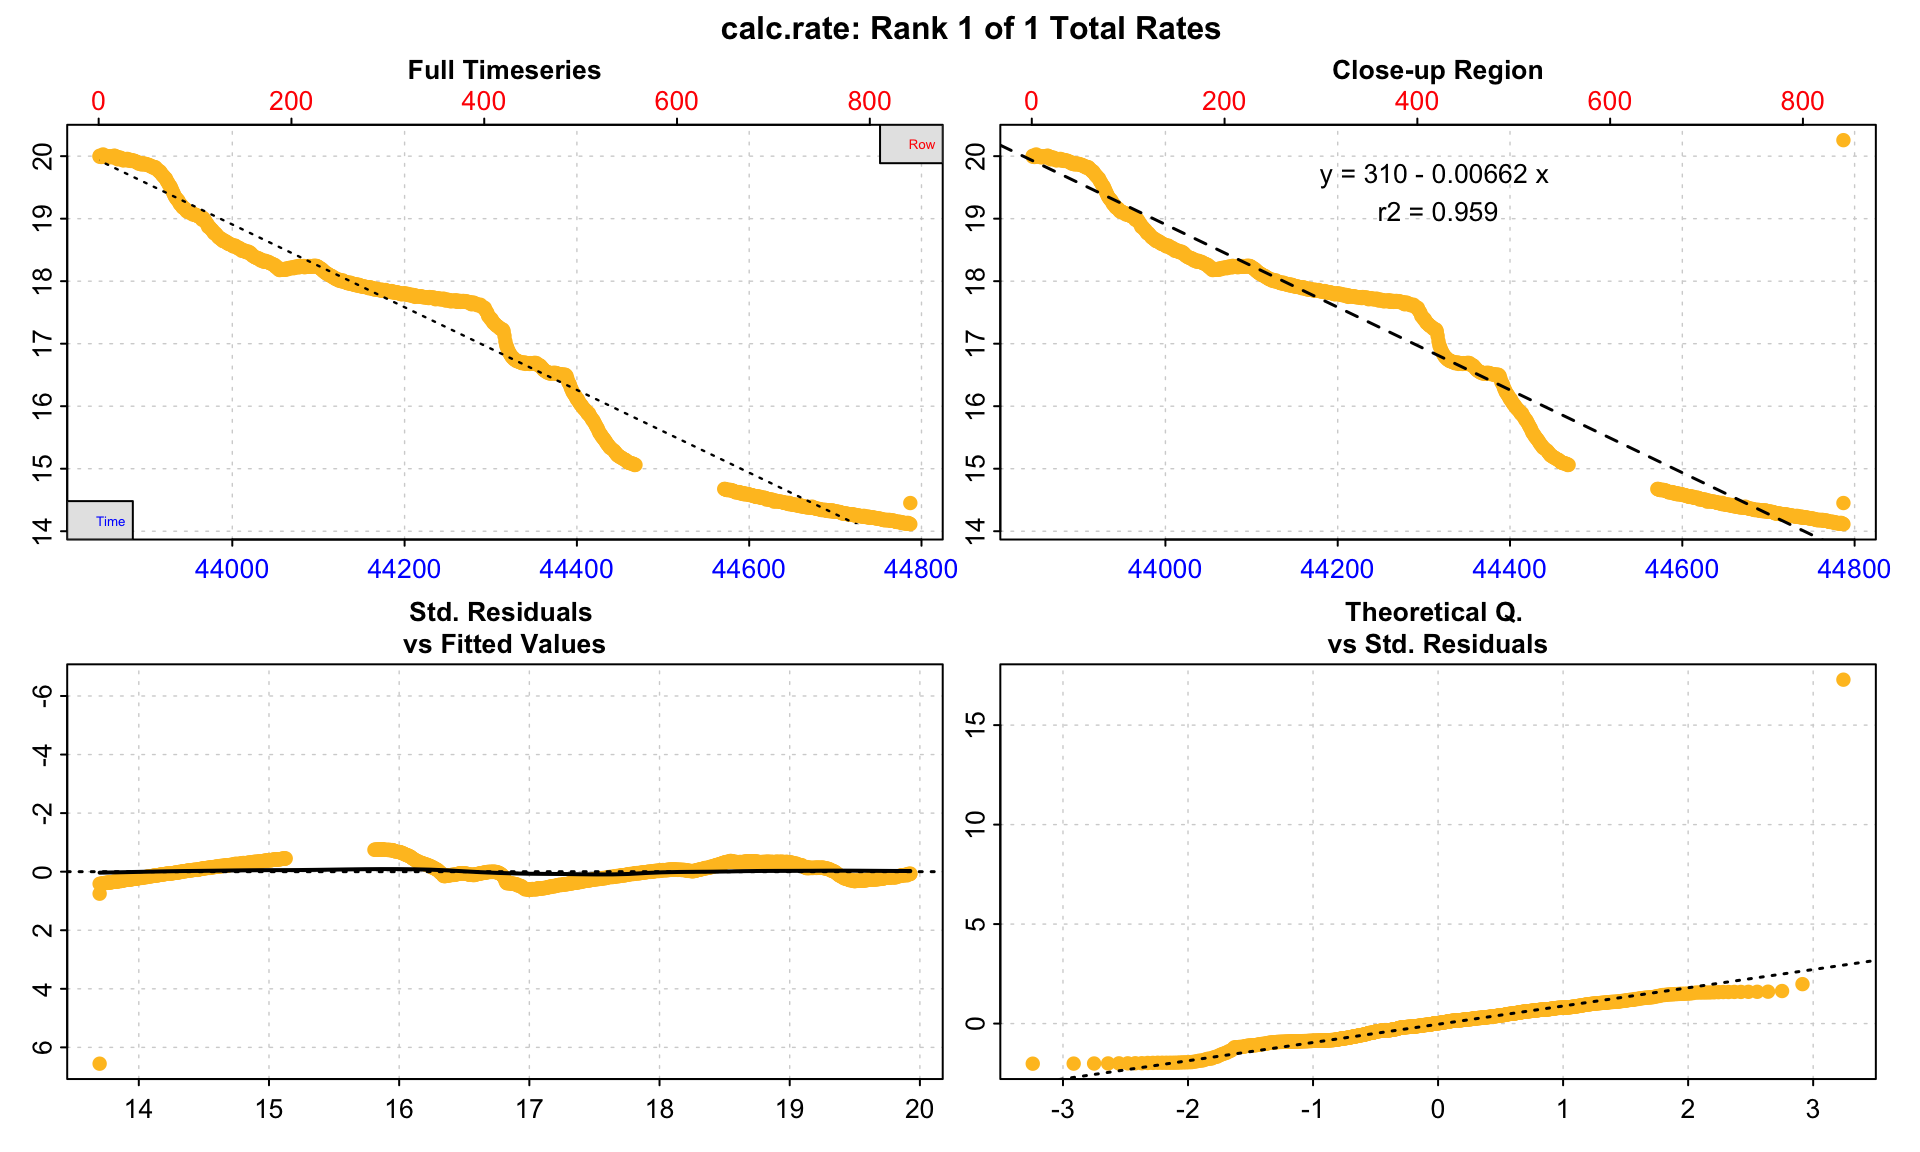 calc.rate: Rank 1 of 1 Total Rates
Full Timeseries
0 200 400 600 800
Row
20
19
18
17
16
15
14
Time
44000 44200 44400 44600 44800
Close-up Region
0 200 400 600 800
y = 310 - 0.00662 x
r2 = 0.959
20
19
18
17
16
15
14
44000 44200 44400 44600 44800
Std. Residuals
vs Fitted Values
-6
-4
-2
0
2
4
6
14 15 16 17 18 19 20
Theoretical Q.
vs Std. Residuals
15
10
5
0
-3 -2 -1 0 1 2 3